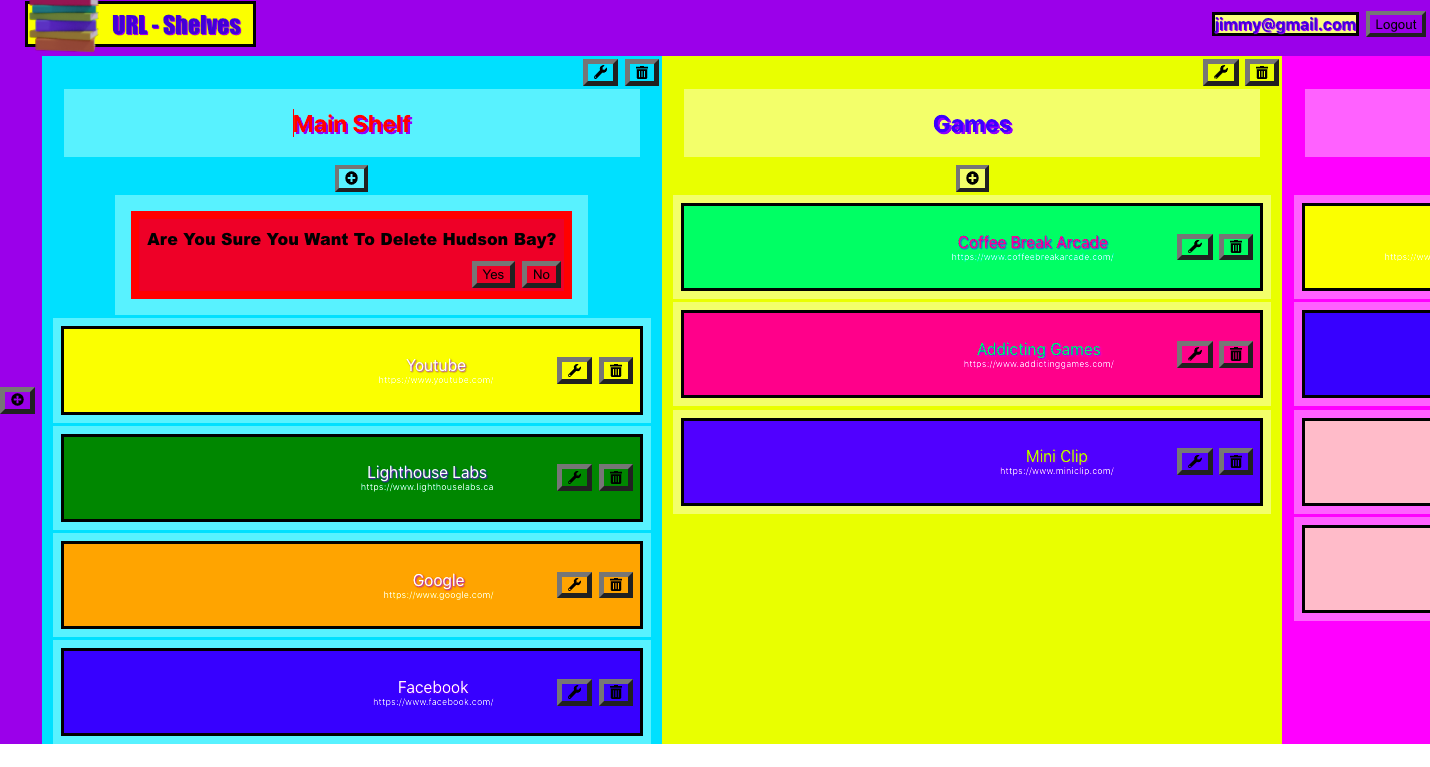 URL - Shelves
jimmy@gmail.com
Logout
Main Shelf
Are You Sure You Want To Delete Hudson Bay?
Yes
No
Youtube
https://www.youtube.com/
Lighthouse Labs
https://www.lighthouselabs.ca
Google
https://www.google.com/
Facebook
https://www.facebook.com/
Games
Coffee Break Arcade
https://www.coffeebreakarcade.com/
Addicting Games
https://www.addictinggames.com/
Mini Clip
https://www.miniclip.com/